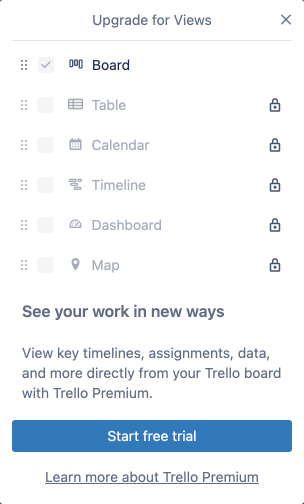 Upgrade for Views
Board
Table
Calendar
Timeline
Dashboard
Map
See your work in new ways
View key timelines, assignments, data,
and more directly from your Trello board
with Trello Premium.
Start free trial
Learn more about Trello Premium